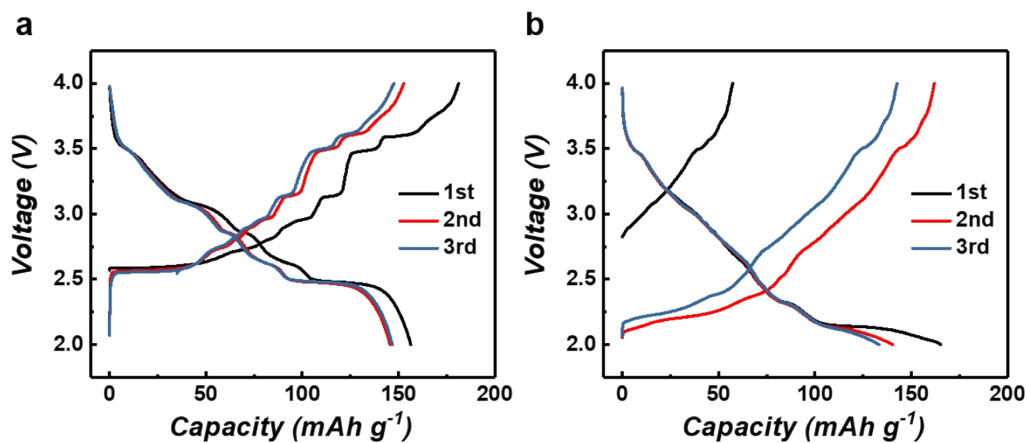 a
4.0
3.5
3.0
2.5
2.0
Voltage (V)
1st
2nd
3rd
0 50 100 150 200
Capacity (mAh g⁻¹)
b
4.0
3.5
3.0
2.5
2.0
Voltage (V)
1st
2nd
3rd
0 50 100 150 200
Capacity (mAh g⁻¹)